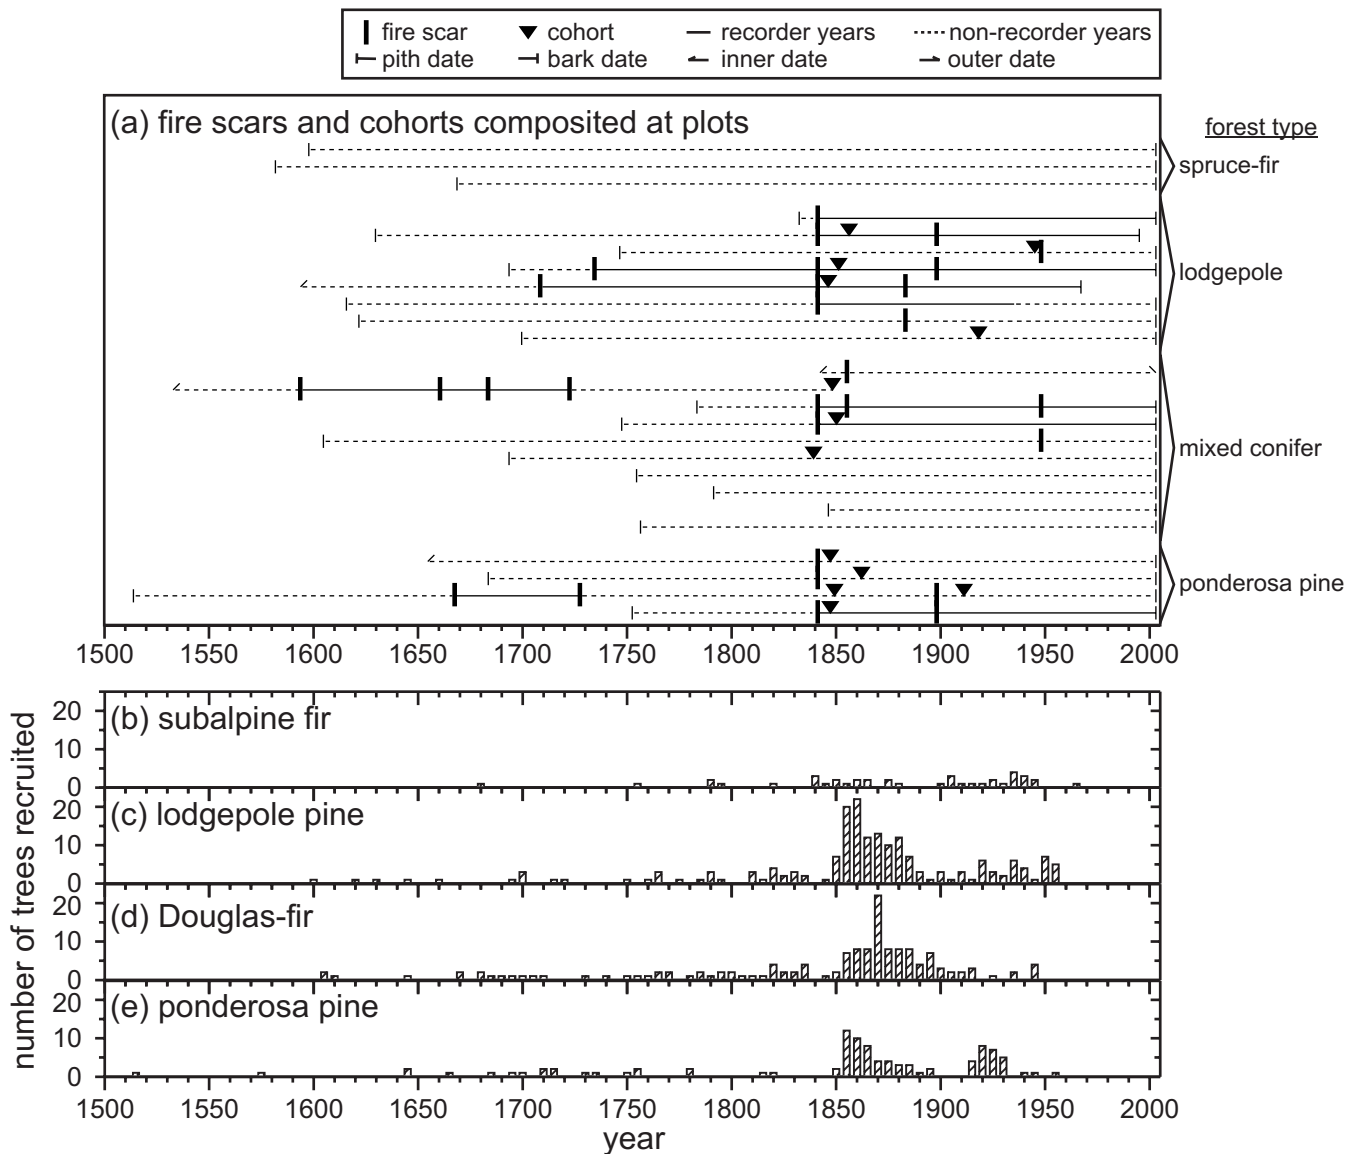 fire scar cohort recorder years non-recorder years
pith date bark date inner date outer date
(a) fire scars and cohorts composited at plots
forest type
spruce-fir
lodgepole
mixed conifer
ponderosa pine
1500 1550 1600 1650 1700 1750 1800 1850 1900 1950 2000
number of trees recruited
(b) subalpine fir
20
10
0
(c) lodgepole pine
20
10
0
(d) Douglas-fir
20
10
0
(e) ponderosa pine
20
10
0
1500 1550 1600 1650 1700 1750 1800 1850 1900 1950 2000
year